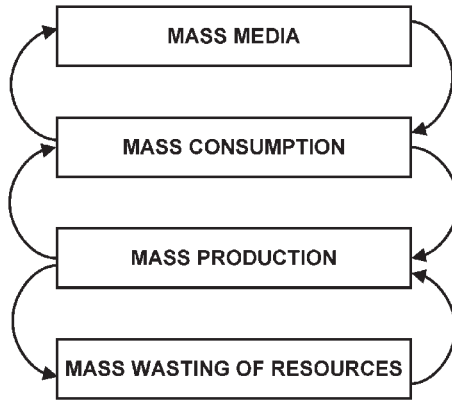 MASS MEDIA
MASS CONSUMPTION
MASS PRODUCTION
MASS WASTING OF RESOURCES